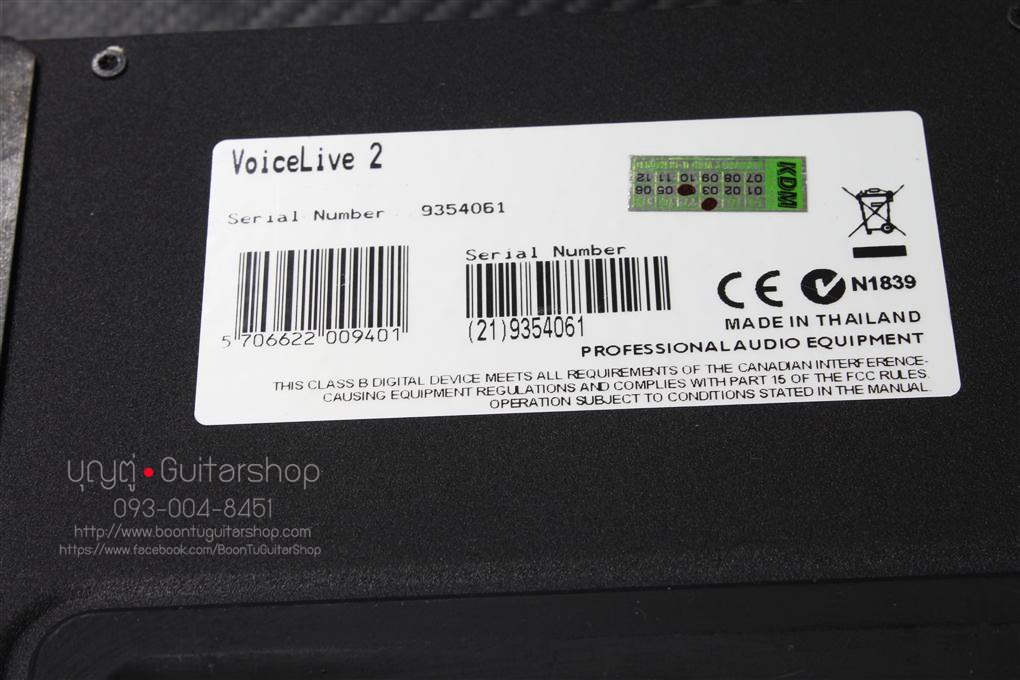 VoiceLive 2
Serial Number 9354061
KDM
01 02 03 05 06
07 08 09 10 11 12
5 706622 009401
Serial Number
(21)9354061
CE N1839
MADE IN THAILAND
PROFESSIONAL AUDIO EQUIPMENT
THIS CLASS B DIGITAL DEVICE MEETS ALL REQUIREMENTS OF THE CANADIAN INTERFERENCE-
CAUSING EQUIPMENT REGULATIONS AND COMPLIES WITH PART 15 OF THE FCC RULES.
OPERATION SUBJECT TO CONDITIONS STATED IN THE MANUAL.
บุญตู่ • Guitarshop
093-004-8451
http://www.boontuguitarshop.com
https://www.facebook.com/BoonTuGuitarShop